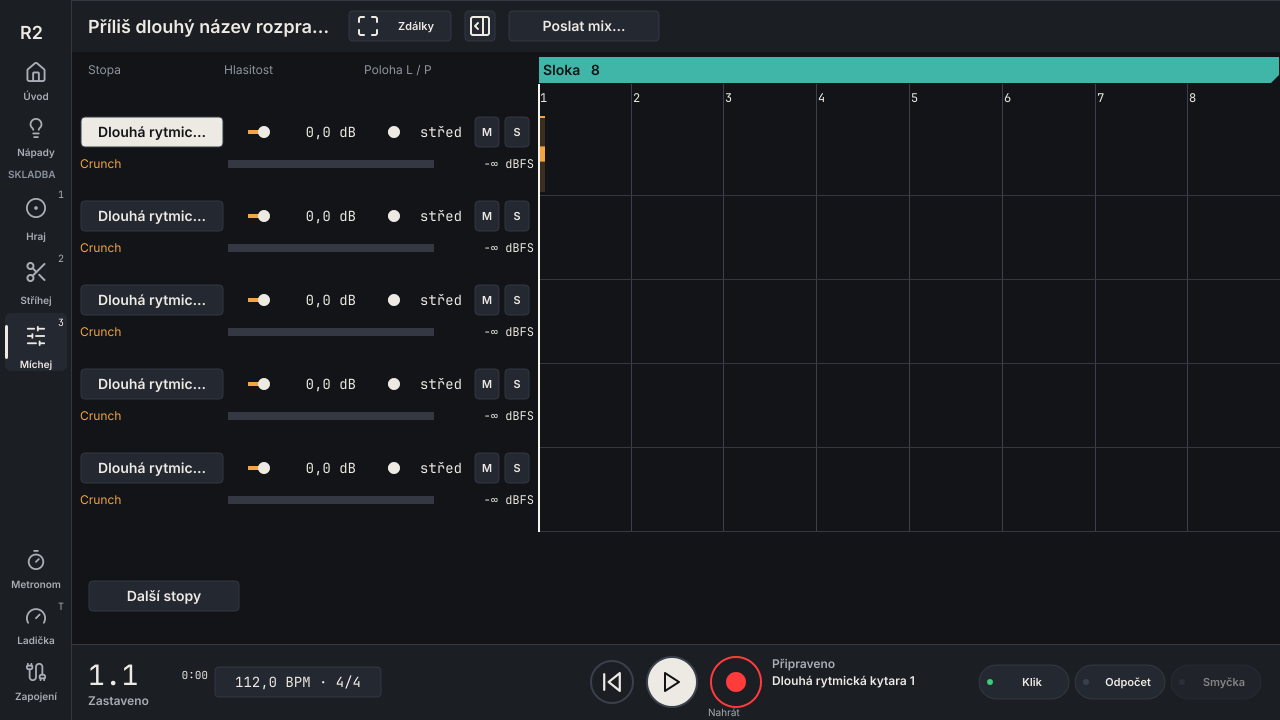 R2
Příliš dlouhý název rozpra...
Zdálky
Poslat mix...
Úvod
Nápady
SKLADBA
1
Hraj
2
Stříhej
3
Míchej
Metronom
T
Ladička
Zapojení
Stopa
Hlasitost
Poloha L / P
Sloka 8
1 2 3 4 5 6 7 8
Dlouhá rytmic... 0,0 dB střed M S
Crunch -∞ dBFS
Dlouhá rytmic... 0,0 dB střed M S
Crunch -∞ dBFS
Dlouhá rytmic... 0,0 dB střed M S
Crunch -∞ dBFS
Dlouhá rytmic... 0,0 dB střed M S
Crunch -∞ dBFS
Dlouhá rytmic... 0,0 dB střed M S
Crunch -∞ dBFS
Další stopy
1.1
Zastaveno
0:00
112,0 BPM · 4/4
Nahrát
Připraveno
Dlouhá rytmická kytara 1
Klik
Odpočet
Smyčka